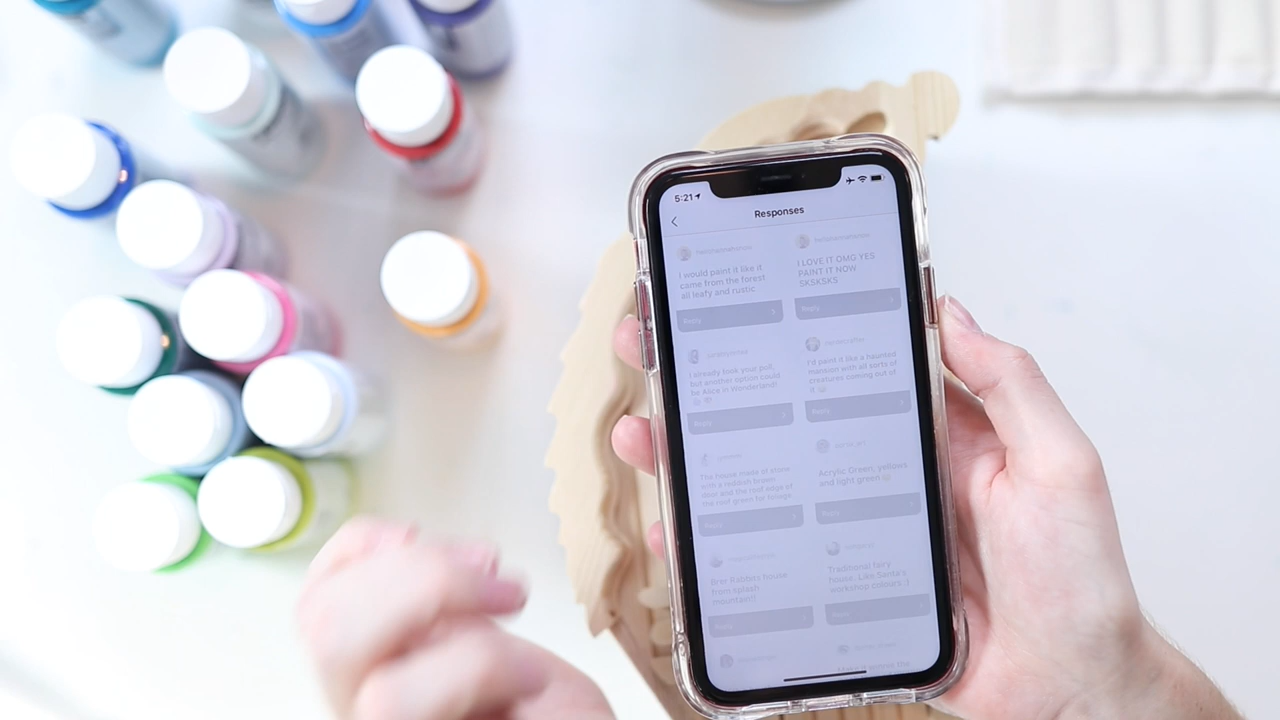 5:21
Responses
I would paint it like it
came from the forest
all leafy and rustic
Reply
I LOVE IT OMG YES
PAINT IT NOW
SKSKSKS
Reply
I already took your poll,
but another option could
be Alice in Wonderland!!
Reply
I'd paint it like a haunted
mansion with all sorts of
creatures coming out of
it
Reply
The house made of stone
with a reddish brown
door and the roof edge of
the roof green for foliage
Reply
Acrylic Green, yellows
and light green
Reply
Brer Rabbits house
from splash
mountain!!
Reply
Traditional fairy
house. Like Santa's
workshop colours :)
Reply